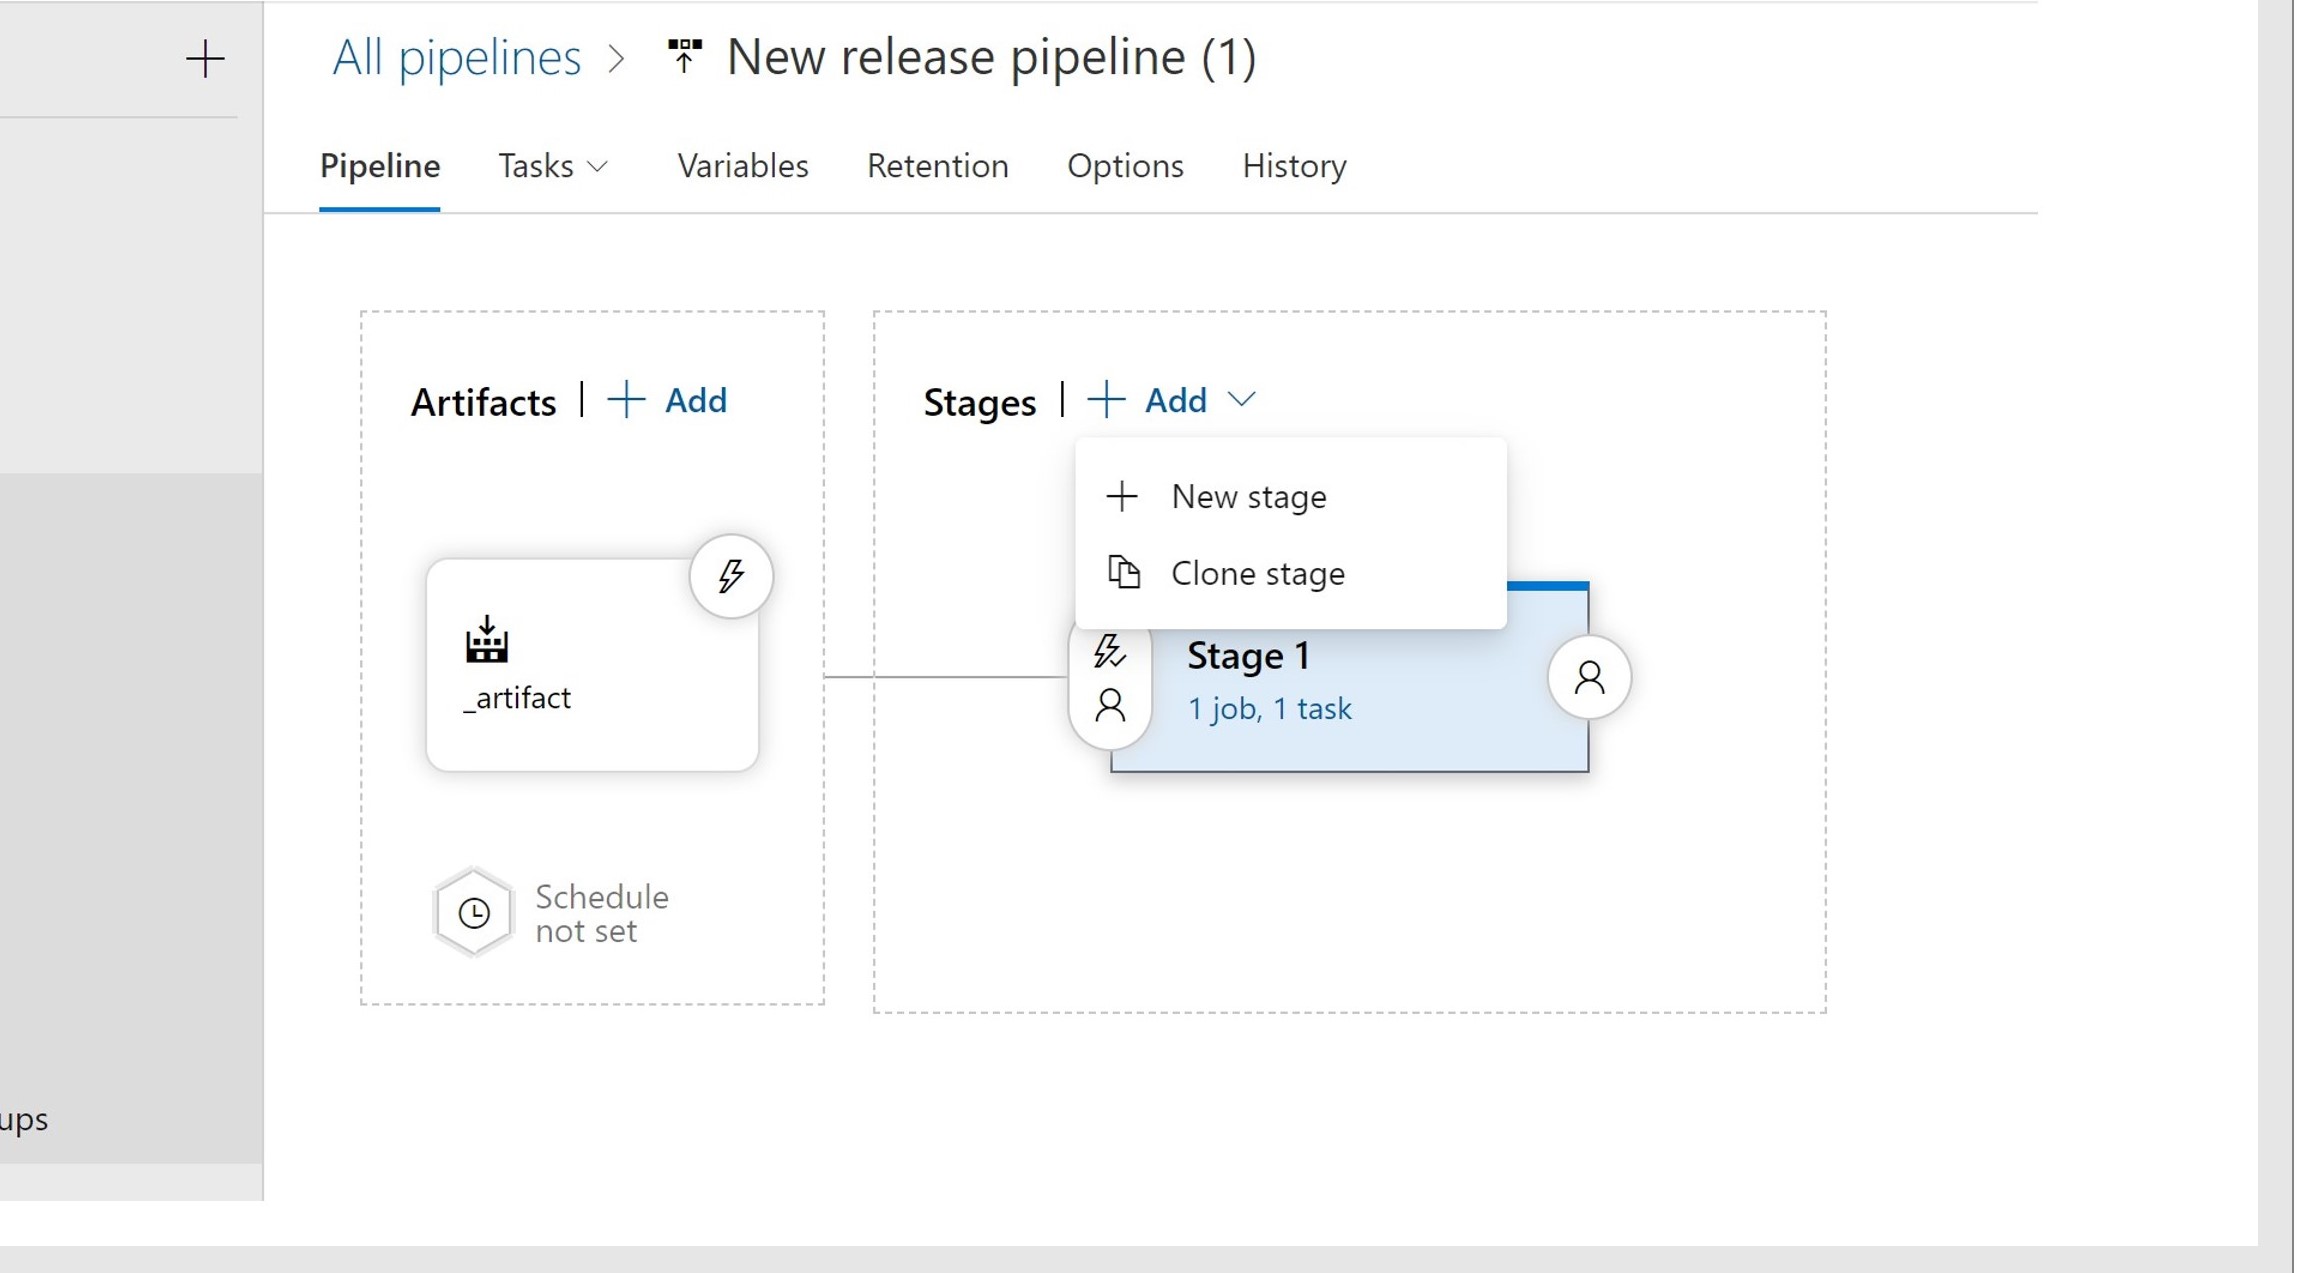 All pipelines > New release pipeline (1)
Pipeline Tasks Variables Retention Options History
Artifacts | + Add
Stages | + Add
New stage
Clone stage
_artifact
Stage 1
1 job, 1 task
Schedule
not set
ups